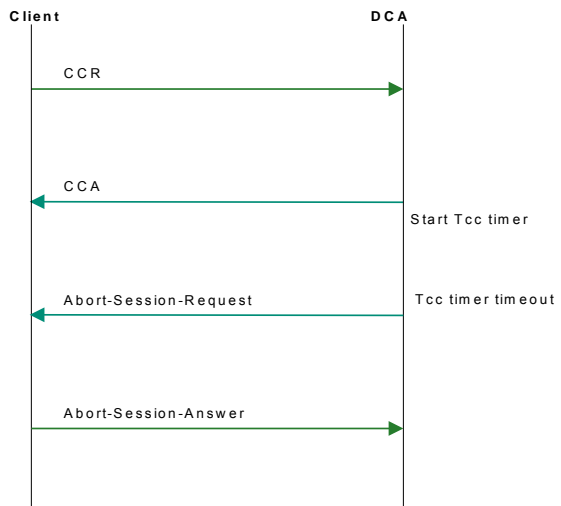 Client DCA
CCR
CCA
Start Tcc timer
Abort-Session-Request Tcc timer timeout
Abort-Session-Answer